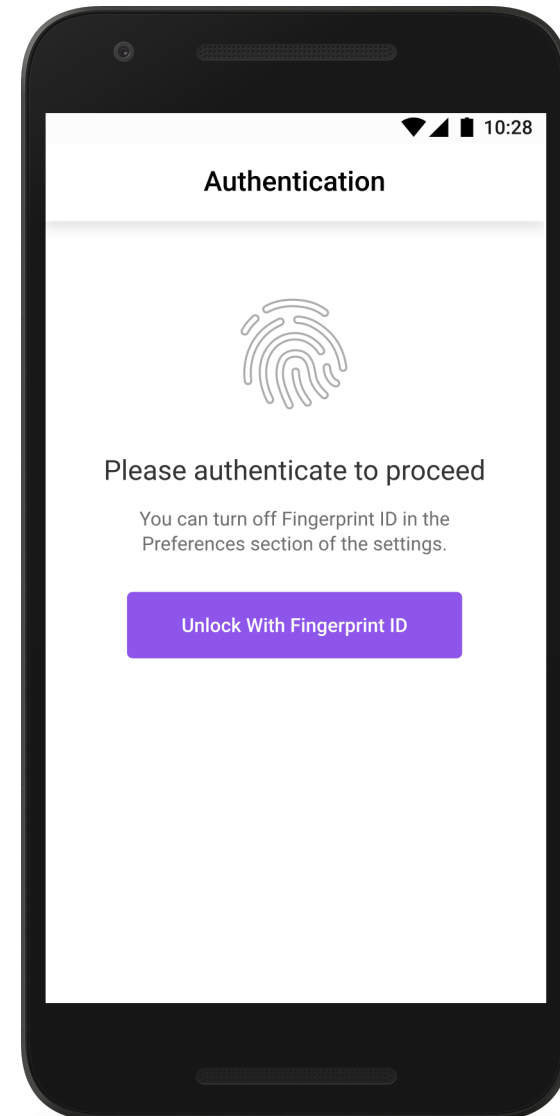 10:28
Authentication
Please authenticate to proceed
You can turn off Fingerprint ID in the
Preferences section of the settings.
Unlock With Fingerprint ID